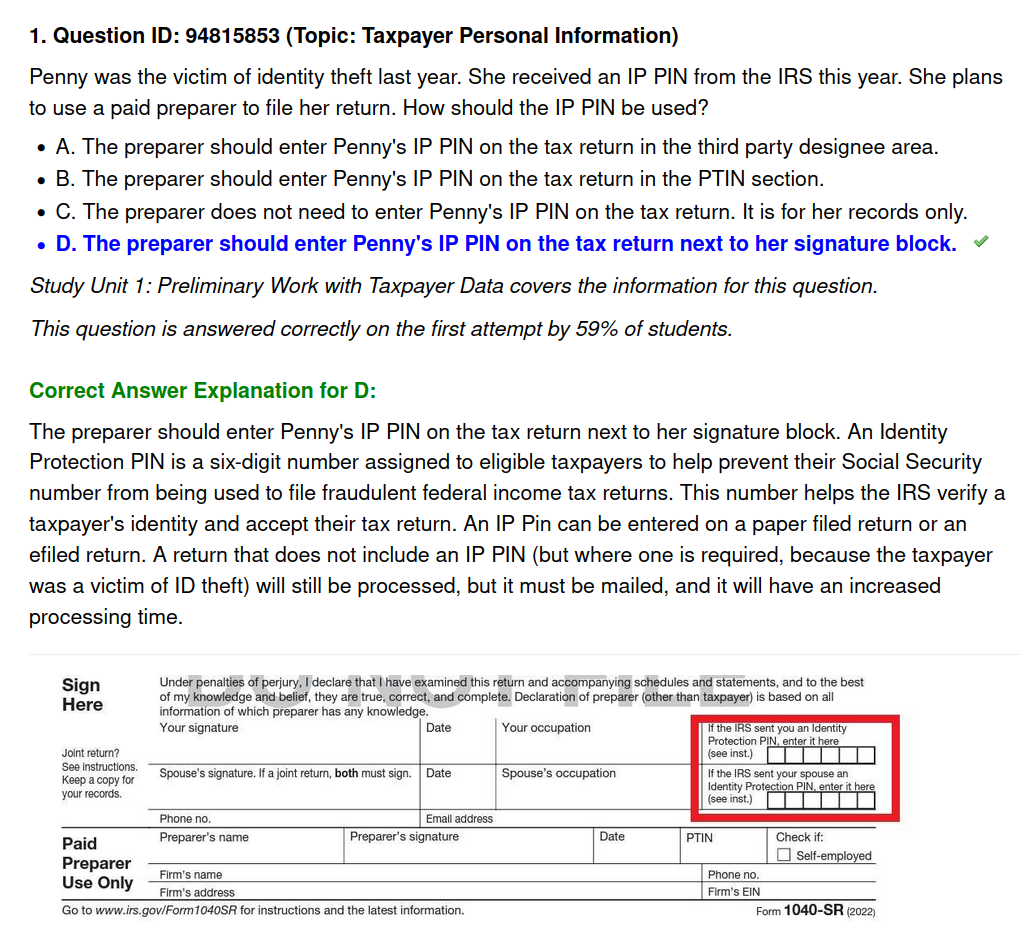 1. Question ID: 94815853 (Topic: Taxpayer Personal Information)
Penny was the victim of identity theft last year. She received an IP PIN from the IRS this year. She plans
to use a paid preparer to file her return. How should the IP PIN be used?
• A. The preparer should enter Penny's IP PIN on the tax return in the third party designee area.
• B. The preparer should enter Penny's IP PIN on the tax return in the PTIN section.
• C. The preparer does not need to enter Penny's IP PIN on the tax return. It is for her records only.
• D. The preparer should enter Penny's IP PIN on the tax return next to her signature block.
Study Unit 1: Preliminary Work with Taxpayer Data covers the information for this question.
This question is answered correctly on the first attempt by 59% of students.
Correct Answer Explanation for D:
The preparer should enter Penny's IP PIN on the tax return next to her signature block. An Identity
Protection PIN is a six-digit number assigned to eligible taxpayers to help prevent their Social Security
number from being used to file fraudulent federal income tax returns. This number helps the IRS verify a
taxpayer's identity and accept their tax return. An IP Pin can be entered on a paper filed return or an
efiled return. A return that does not include an IP PIN (but where one is required, because the taxpayer
was a victim of ID theft) will still be processed, but it must be mailed, and it will have an increased
processing time.
DO NOT FILE
Sign
Here
Under penalties of perjury, I declare that I have examined this return and accompanying schedules and statements, and to the best
of my knowledge and belief, they are true, correct, and complete. Declaration of preparer (other than taxpayer) is based on all
information of which preparer has any knowledge.
Joint return?
See instructions.
Keep a copy for
your records.
Your signature
Date
Your occupation
If the IRS sent you an Identity
Protection PIN, enter it here
(see inst.)
Spouse's signature. If a joint return, both must sign.
Date
Spouse's occupation
If the IRS sent your spouse an
Identity Protection PIN, enter it here
(see inst.)
Phone no.
Email address
Paid
Preparer
Use Only
Preparer's name
Preparer's signature
Date
PTIN
Check if:
Self-employed
Firm's name
Phone no.
Firm's address
Firm's EIN
Go to www.irs.gov/Form1040SR for instructions and the latest information.
Form 1040-SR (2022)